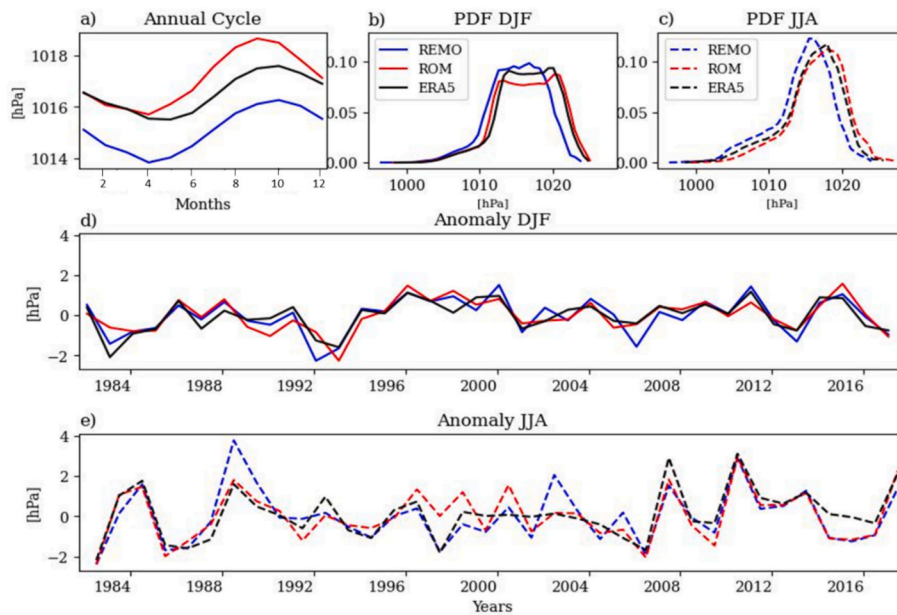 a) Annual Cycle
b) PDF DJF
c) PDF JJA
1018
1016
1014
[hPa]
2 4 6 8 10 12
Months
0.10
0.05
0.00
REMO
ROM
ERA5
1000 1010 1020
[hPa]
0.10
0.05
0.00
REMO
ROM
ERA5
1000 1010 1020
[hPa]
d) Anomaly DJF
4
2
0
−2
[hPa]
1984 1988 1992 1996 2000 2004 2008 2012 2016
e) Anomaly JJA
4
2
0
−2
[hPa]
1984 1988 1992 1996 2000 2004 2008 2012 2016
Years